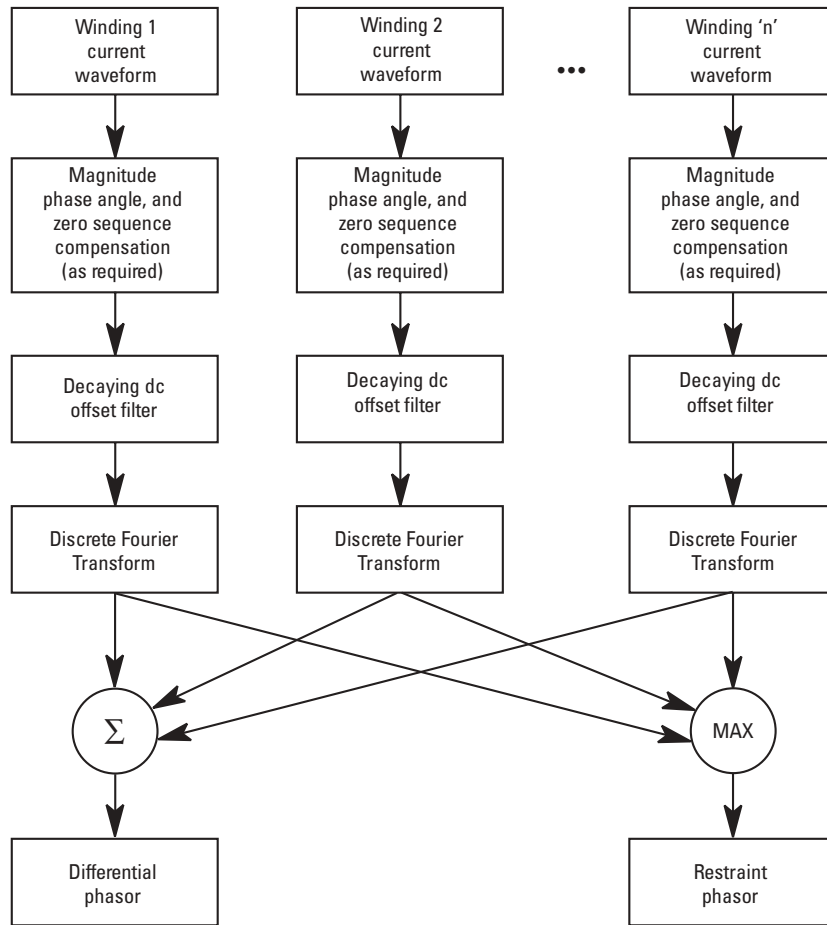 Winding 1
current
waveform
Winding 2
current
waveform
•••
Winding ‘n’
current
waveform
Magnitude
phase angle, and
zero sequence
compensation
(as required)
Magnitude
phase angle, and
zero sequence
compensation
(as required)
Magnitude
phase angle, and
zero sequence
compensation
(as required)
Decaying dc
offset filter
Decaying dc
offset filter
Decaying dc
offset filter
Discrete Fourier
Transform
Discrete Fourier
Transform
Discrete Fourier
Transform
Σ
MAX
Differential
phasor
Restraint
phasor